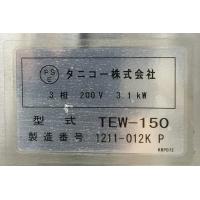 PSE
タニコー株式会社
3相 200V 3.1kW
型式 TEW-150
製造番号 1211-012K P